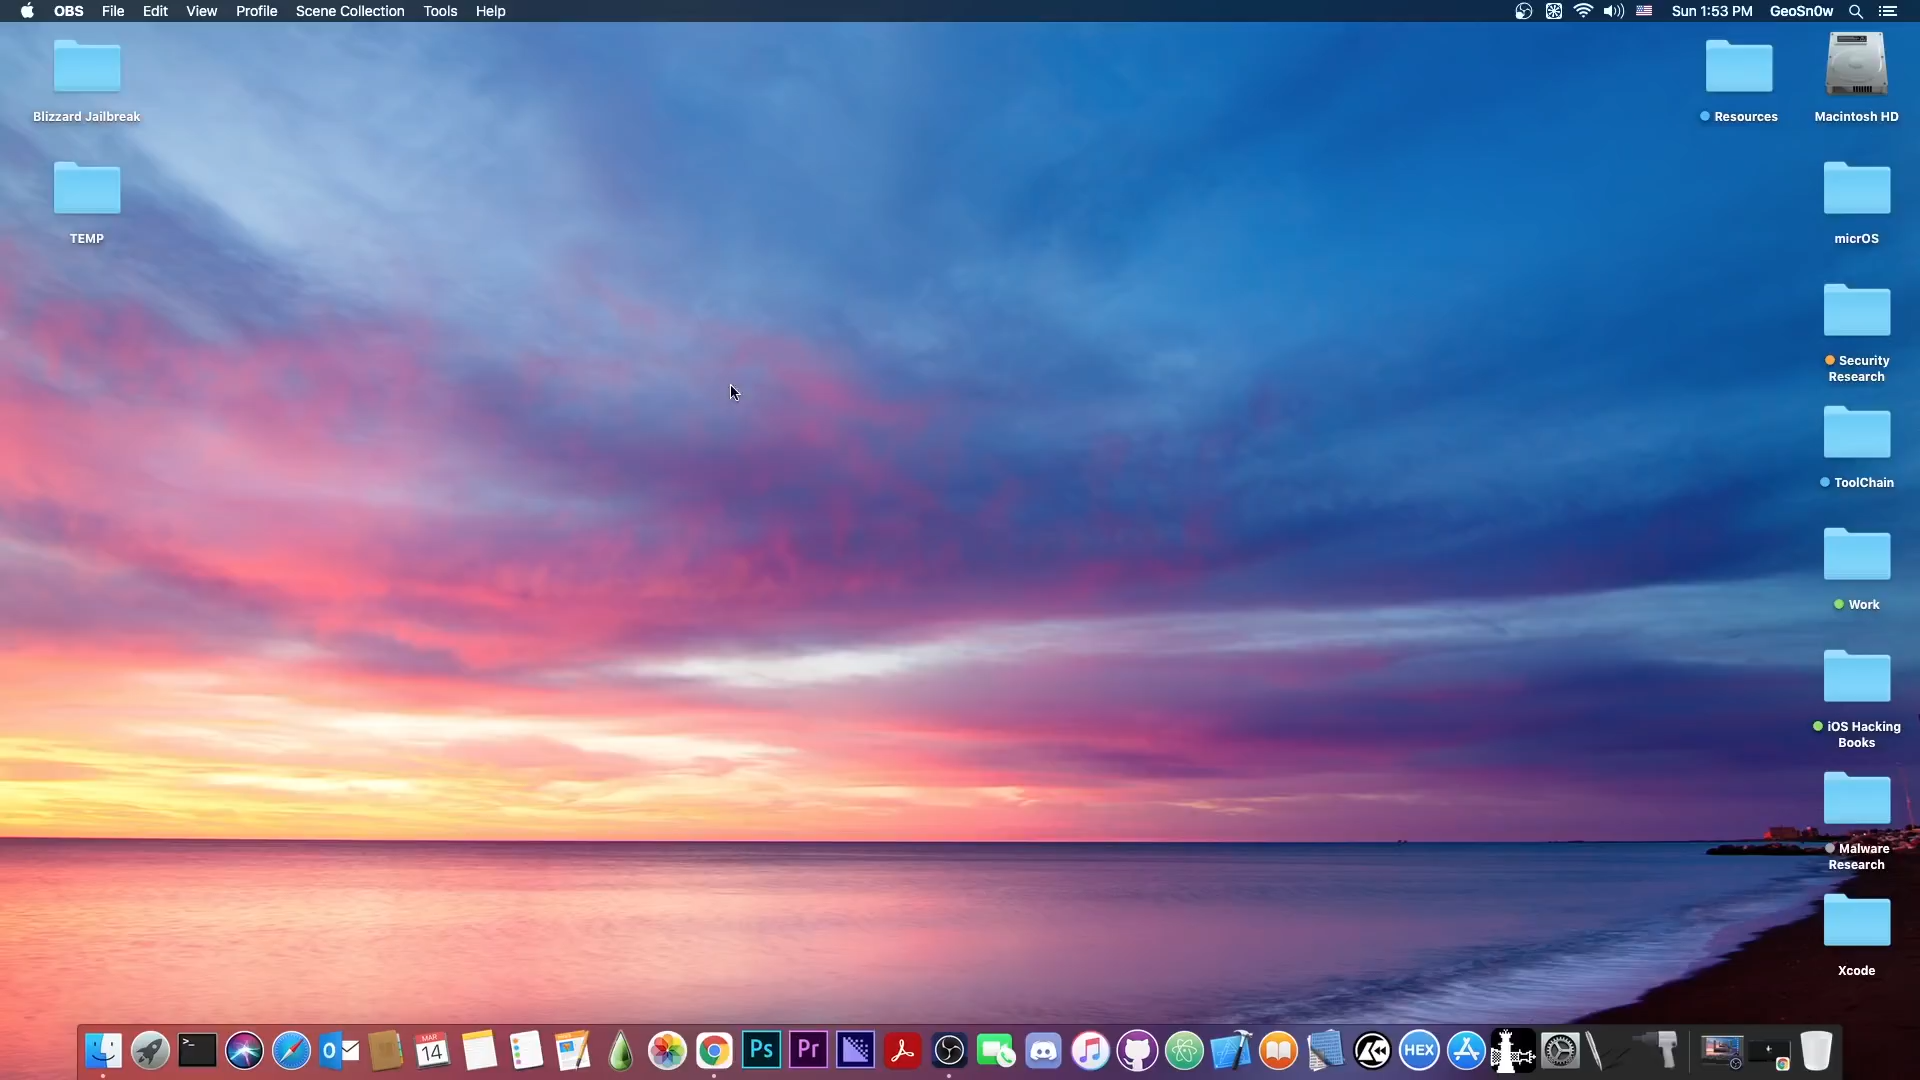 OBS File Edit View Profile Scene Collection Tools Help Sun 1:53 PM GeoSn0w
Blizzard Jailbreak
TEMP
Resources
Macintosh HD
micrOS
Security
Research
ToolChain
Work
iOS Hacking
Books
Malware
Research
Xcode
>_
O
MAR
14
Ps
Pr
HEX